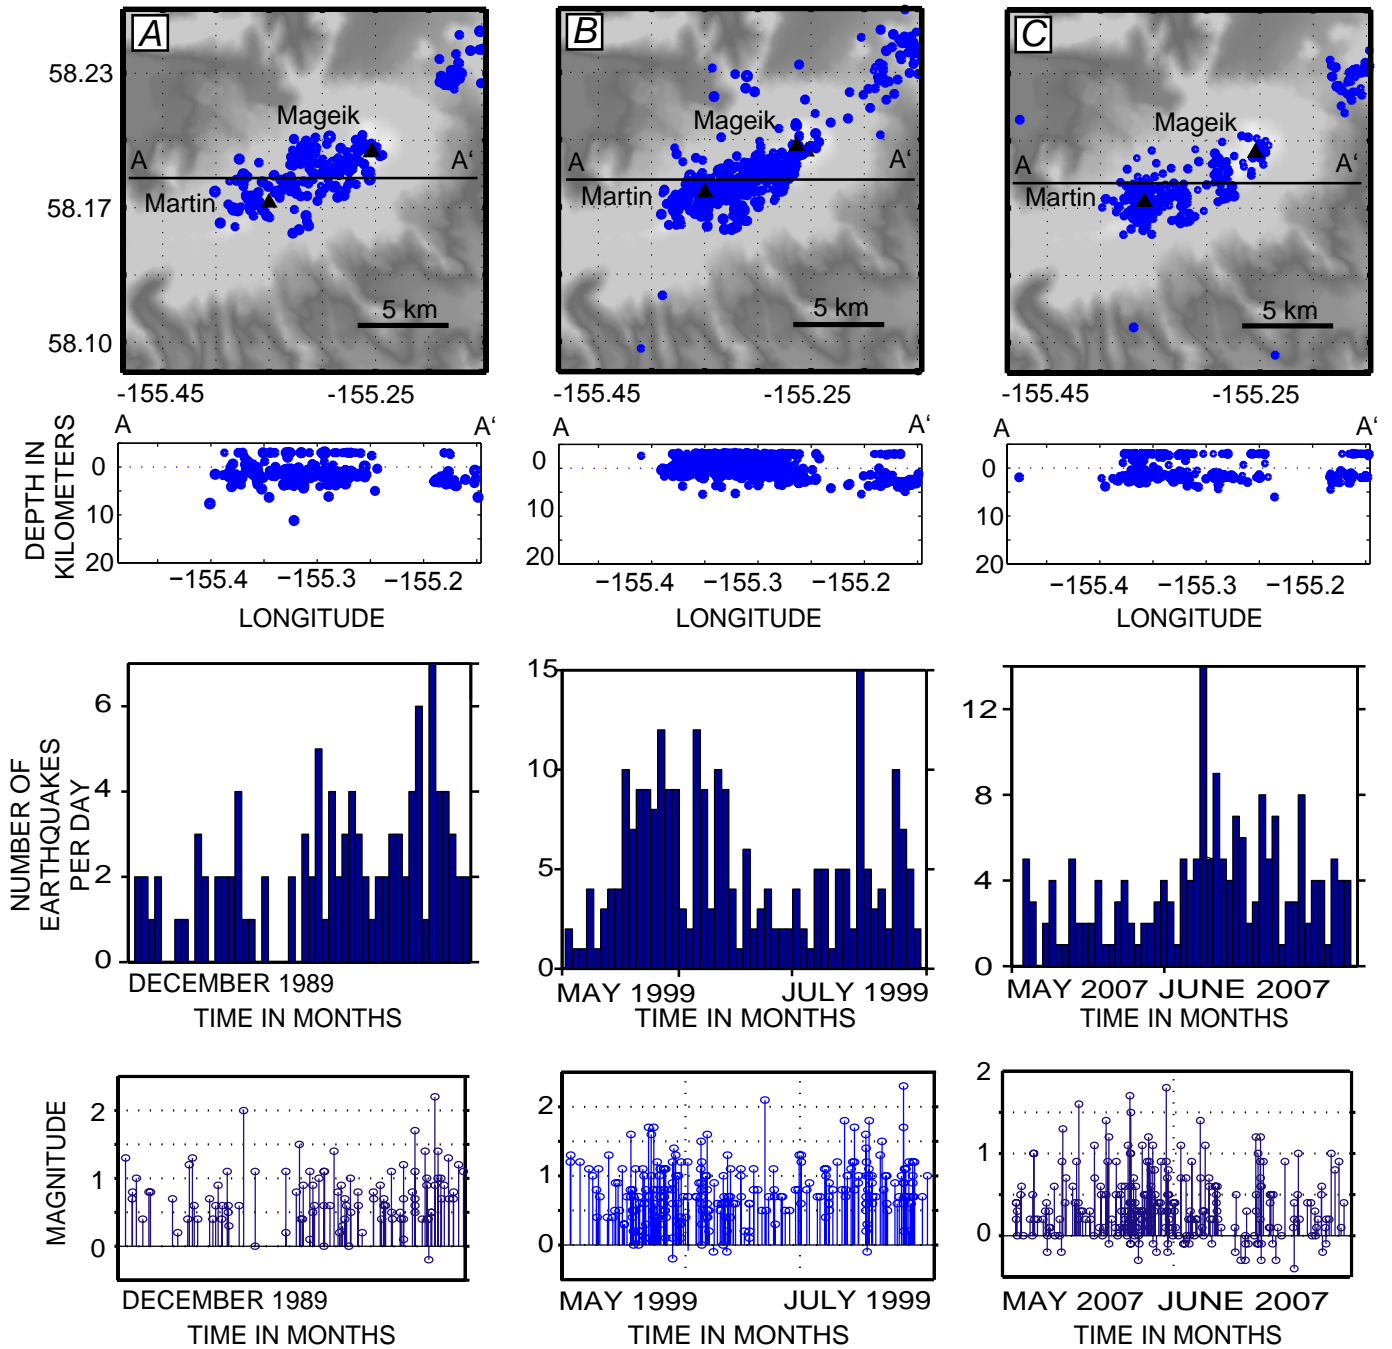 A B C
58.23
58.17
58.10
Mageik Mageik Mageik
A A‘ A A‘ A A‘
Martin Martin Martin
5 km 5 km 5 km
-155.45 -155.25 -155.45 -155.25 -155.45 -155.25
A A‘ A A‘ A A‘
DEPTH IN
KILOMETERS
0 10 20 0 10 20 0 10 20
−155.4 −155.3 −155.2 −155.4 −155.3 −155.2 −155.4 −155.3 −155.2
LONGITUDE LONGITUDE LONGITUDE
NUMBER OF
EARTHQUAKES
PER DAY
6 4 2 0 15 10 5 0 12 8 4 0
DECEMBER 1989 MAY 1999 JULY 1999 MAY 2007 JUNE 2007
TIME IN MONTHS TIME IN MONTHS TIME IN MONTHS
MAGNITUDE
2 1 0 2 1 0 2 1 0
DECEMBER 1989 MAY 1999 JULY 1999 MAY 2007 JUNE 2007
TIME IN MONTHS TIME IN MONTHS TIME IN MONTHS